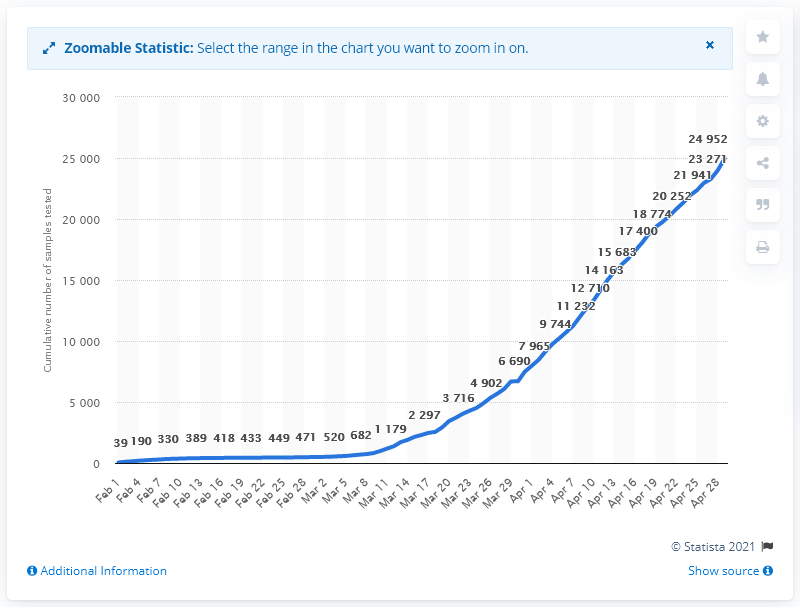 Zoomable Statistic: Select the range in the chart you want to zoom in on.
×
30 000
25 000
20 000
15 000
10 000
5 000
0
Cumulative number of samples tested
39 190 330 389 418 433 449 471 520 682 1 179 2 297 3 716 4 902 6 690 7 965 9 744 11 232 12 710 14 163 15 683 17 400 18 774 20 252 21 941 23 271 24 952
Feb 1 Feb 4 Feb 7 Feb 10 Feb 13 Feb 16 Feb 19 Feb 22 Feb 25 Feb 28 Mar 2 Mar 5 Mar 8 Mar 11 Mar 14 Mar 17 Mar 20 Mar 23 Mar 26 Mar 29 Apr 1 Apr 4 Apr 7 Apr 10 Apr 13 Apr 16 Apr 19 Apr 22 Apr 25 Apr 28
© Statista 2021
Additional Information
Show source